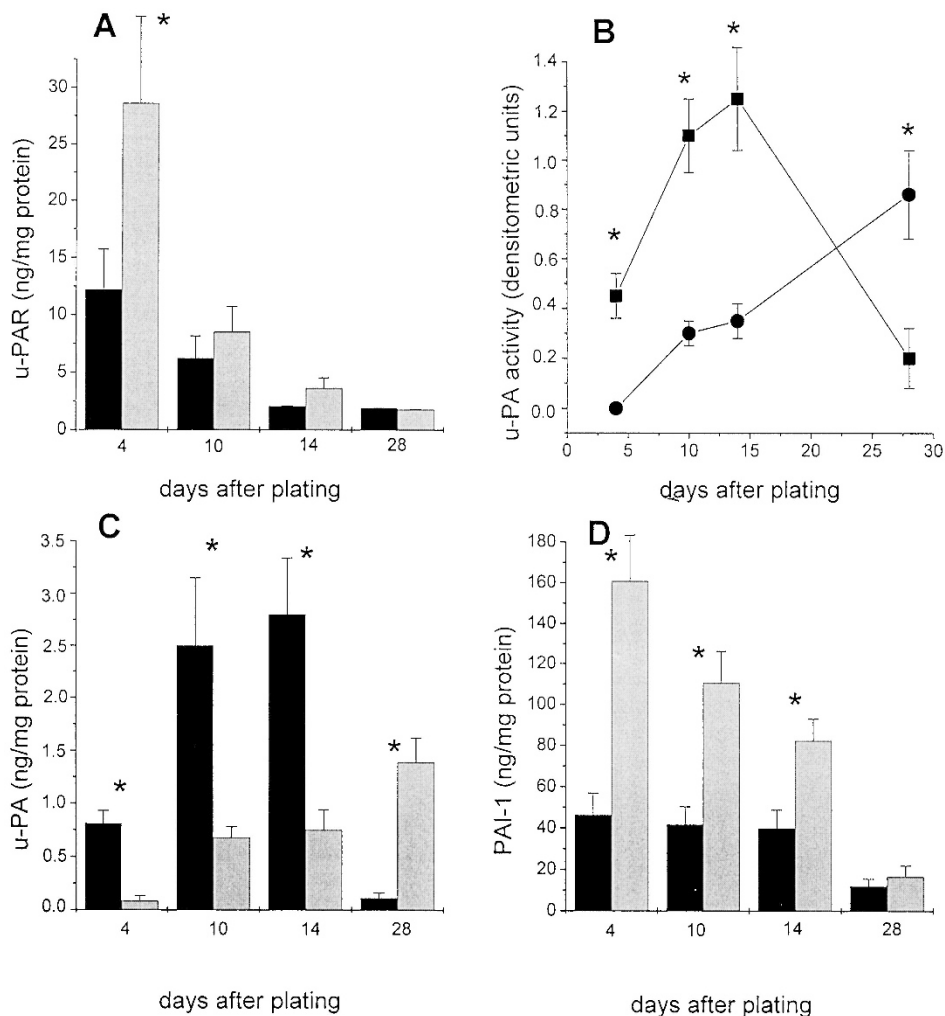 A
*
u-PAR (ng/mg protein)
30
25
20
15
10
5
0
4 10 14 28
days after plating
B
* * * *
u-PA activity (densitometric units)
1.4
1.2
1.0
0.8
0.6
0.4
0.2
0.0
0 5 10 15 20 25 30
days after plating
C
* * * *
u-PA (ng/mg protein)
3.5
3.0
2.5
2.0
1.5
1.0
0.5
0.0
4 10 14 28
days after plating
D
* * *
PAI-1 (ng/mg protein)
180
160
140
120
100
80
60
40
20
0
4 10 14 28
days after plating